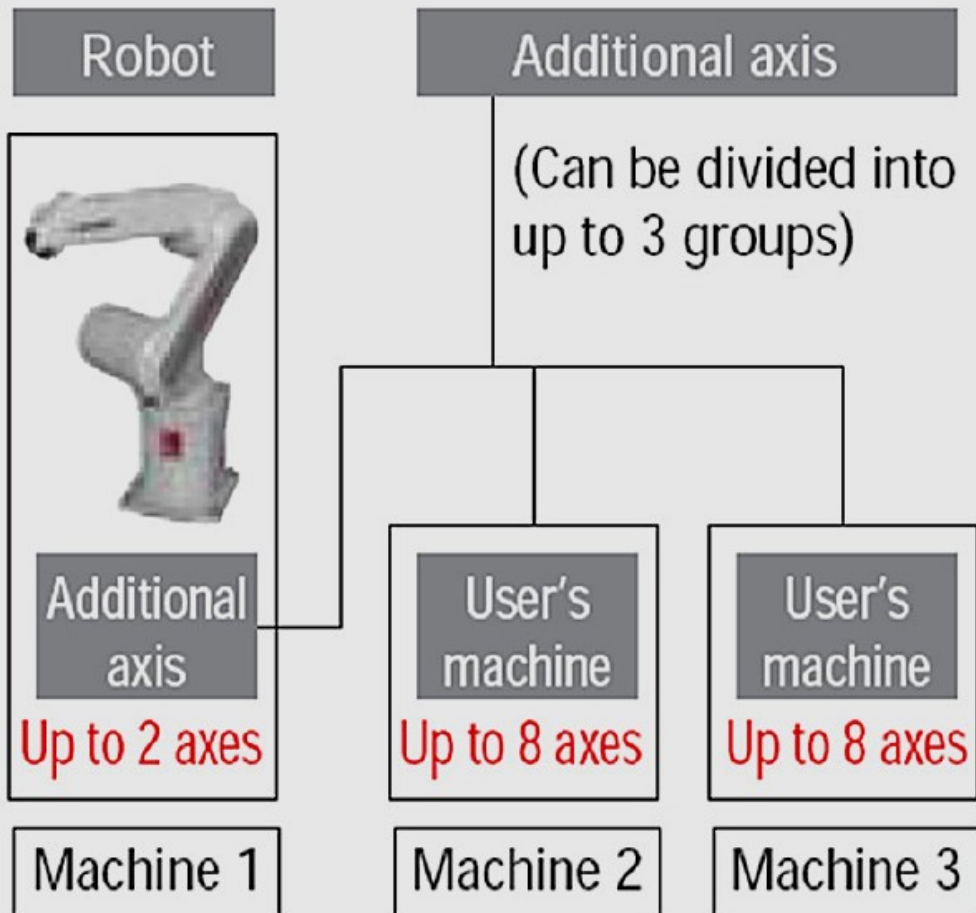 Robot
Additional axis
(Can be divided into
up to 3 groups)
Additional
axis
Up to 2 axes
User's
machine
Up to 8 axes
User's
machine
Up to 8 axes
Machine 1
Machine 2
Machine 3